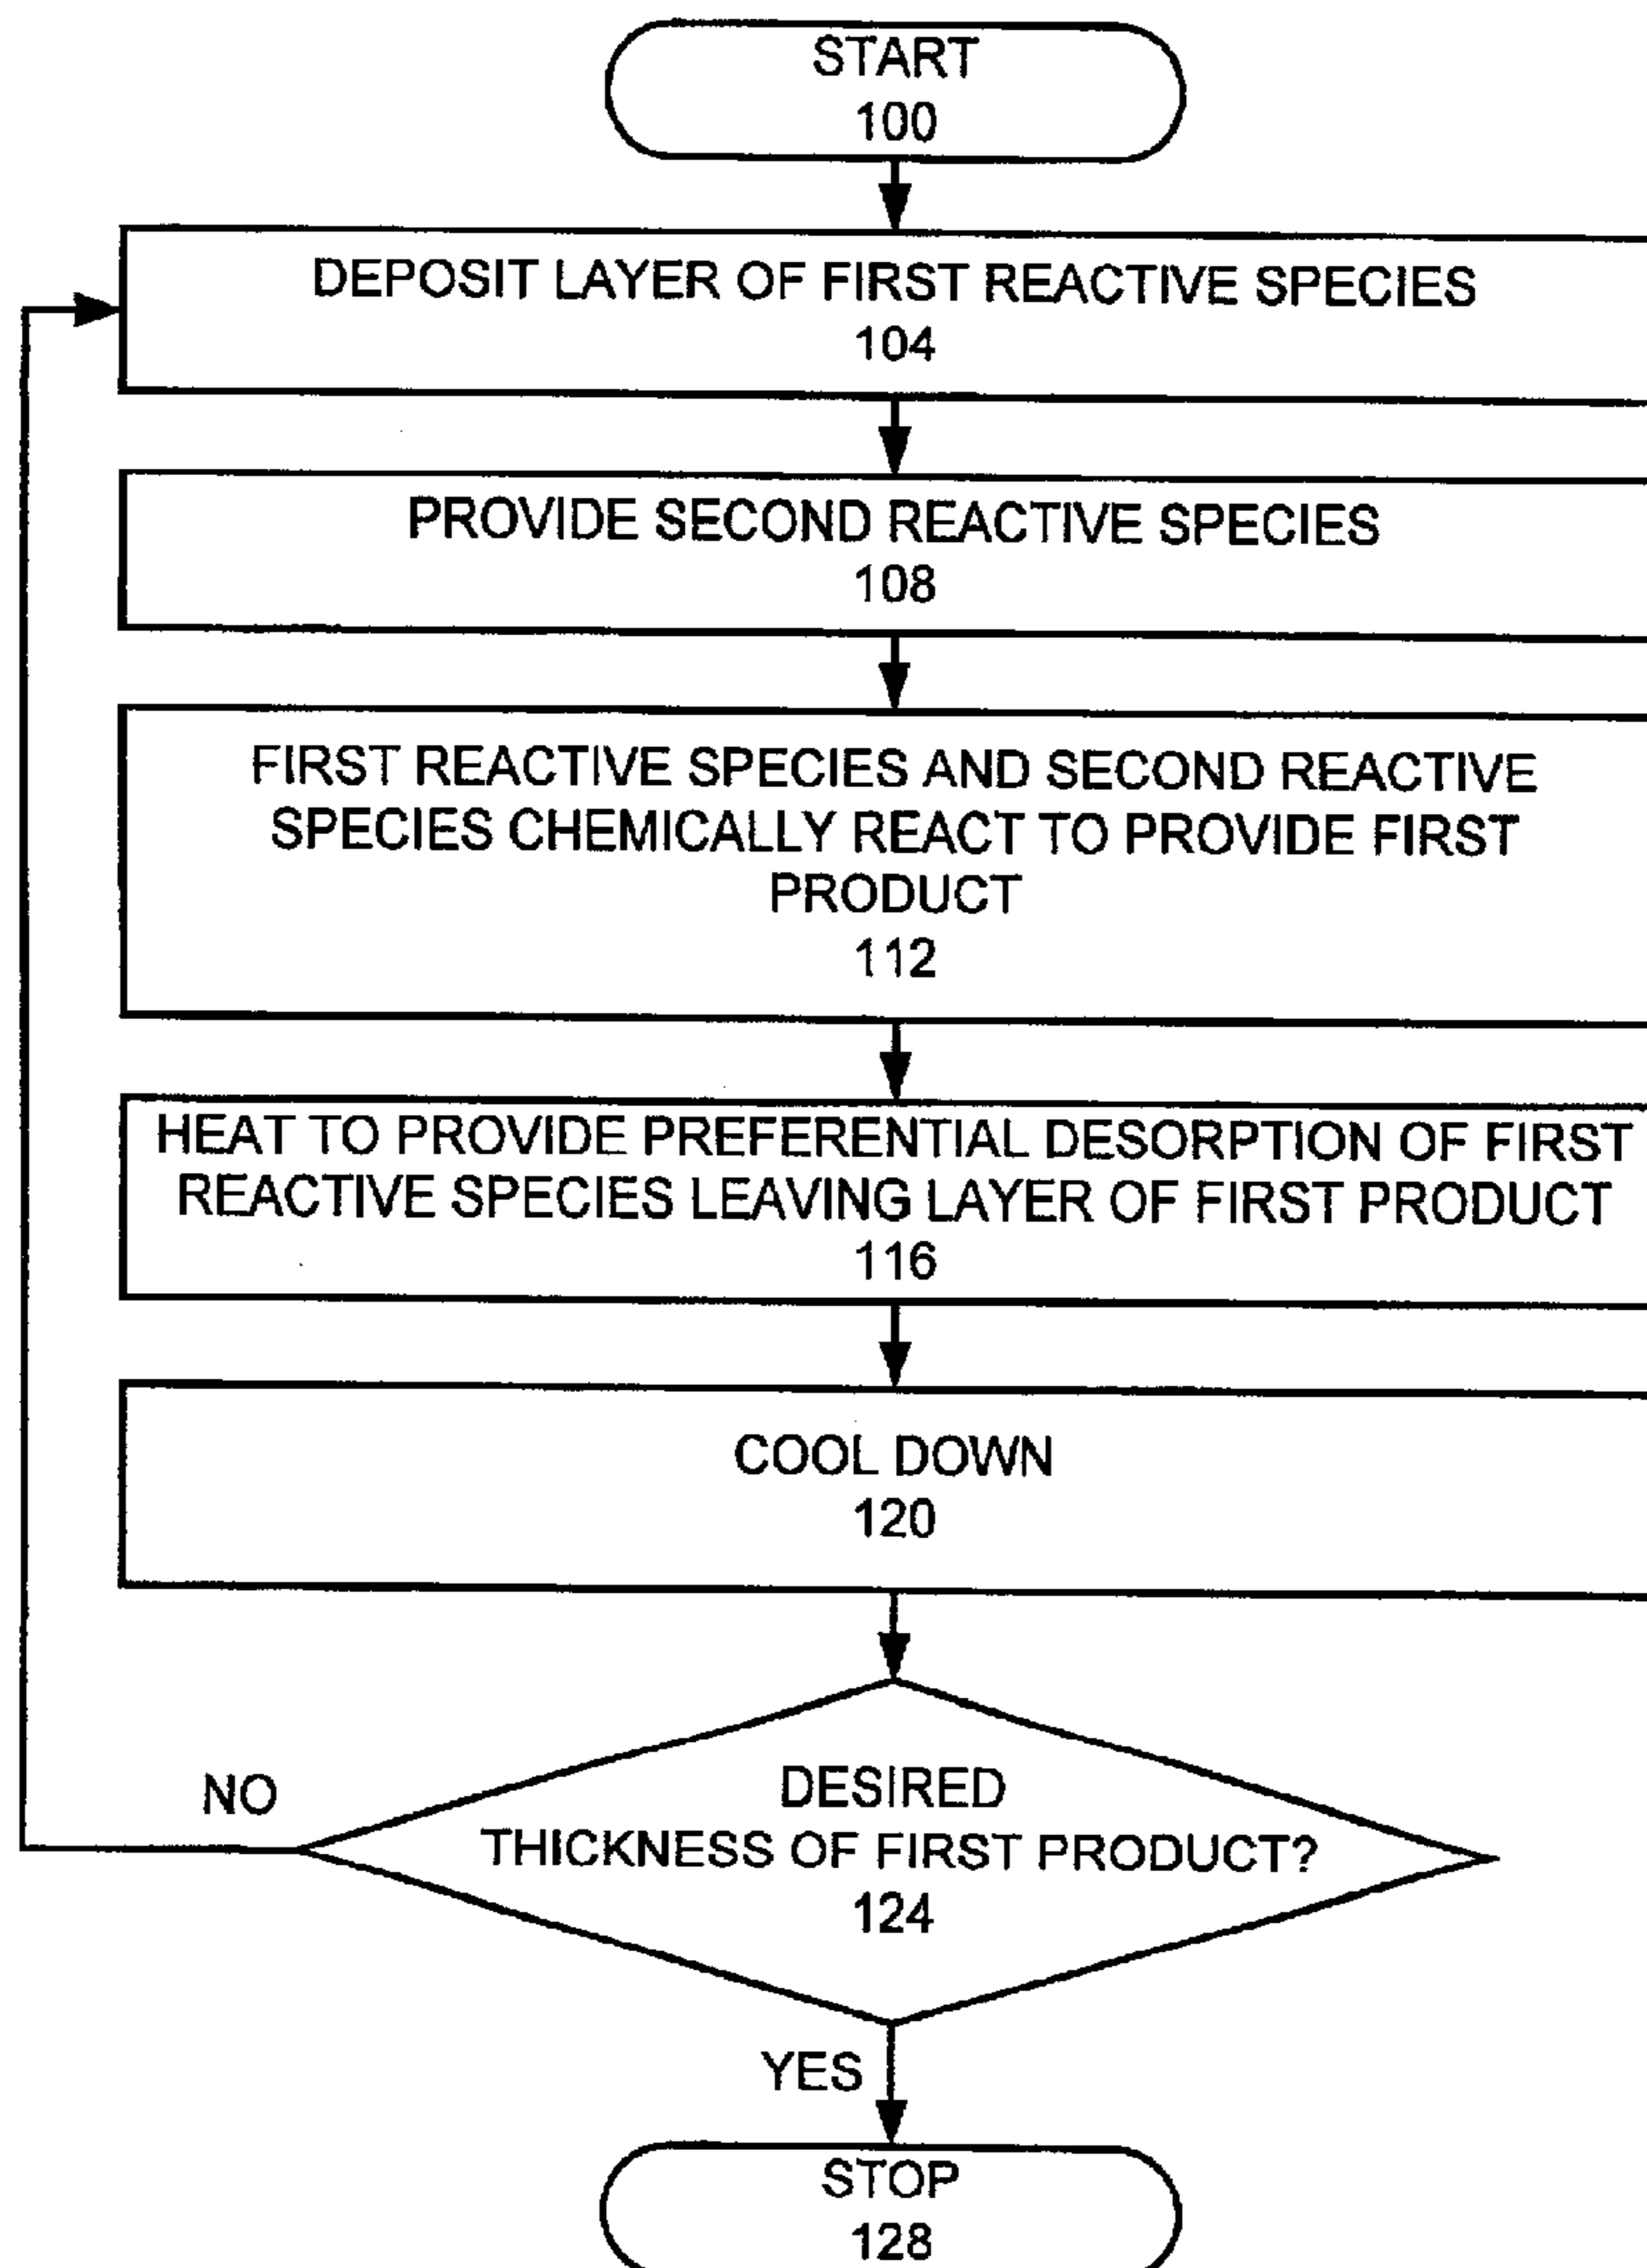 START
100
DEPOSIT LAYER OF FIRST REACTIVE SPECIES
104
PROVIDE SECOND REACTIVE SPECIES
108
FIRST REACTIVE SPECIES AND SECOND REACTIVE
SPECIES CHEMICALLY REACT TO PROVIDE FIRST
PRODUCT
112
HEAT TO PROVIDE PREFERENTIAL DESORPTION OF FIRST
REACTIVE SPECIES LEAVING LAYER OF FIRST PRODUCT
116
COOL DOWN
120
NO
DESIRED
THICKNESS OF FIRST PRODUCT?
124
YES
STOP
128